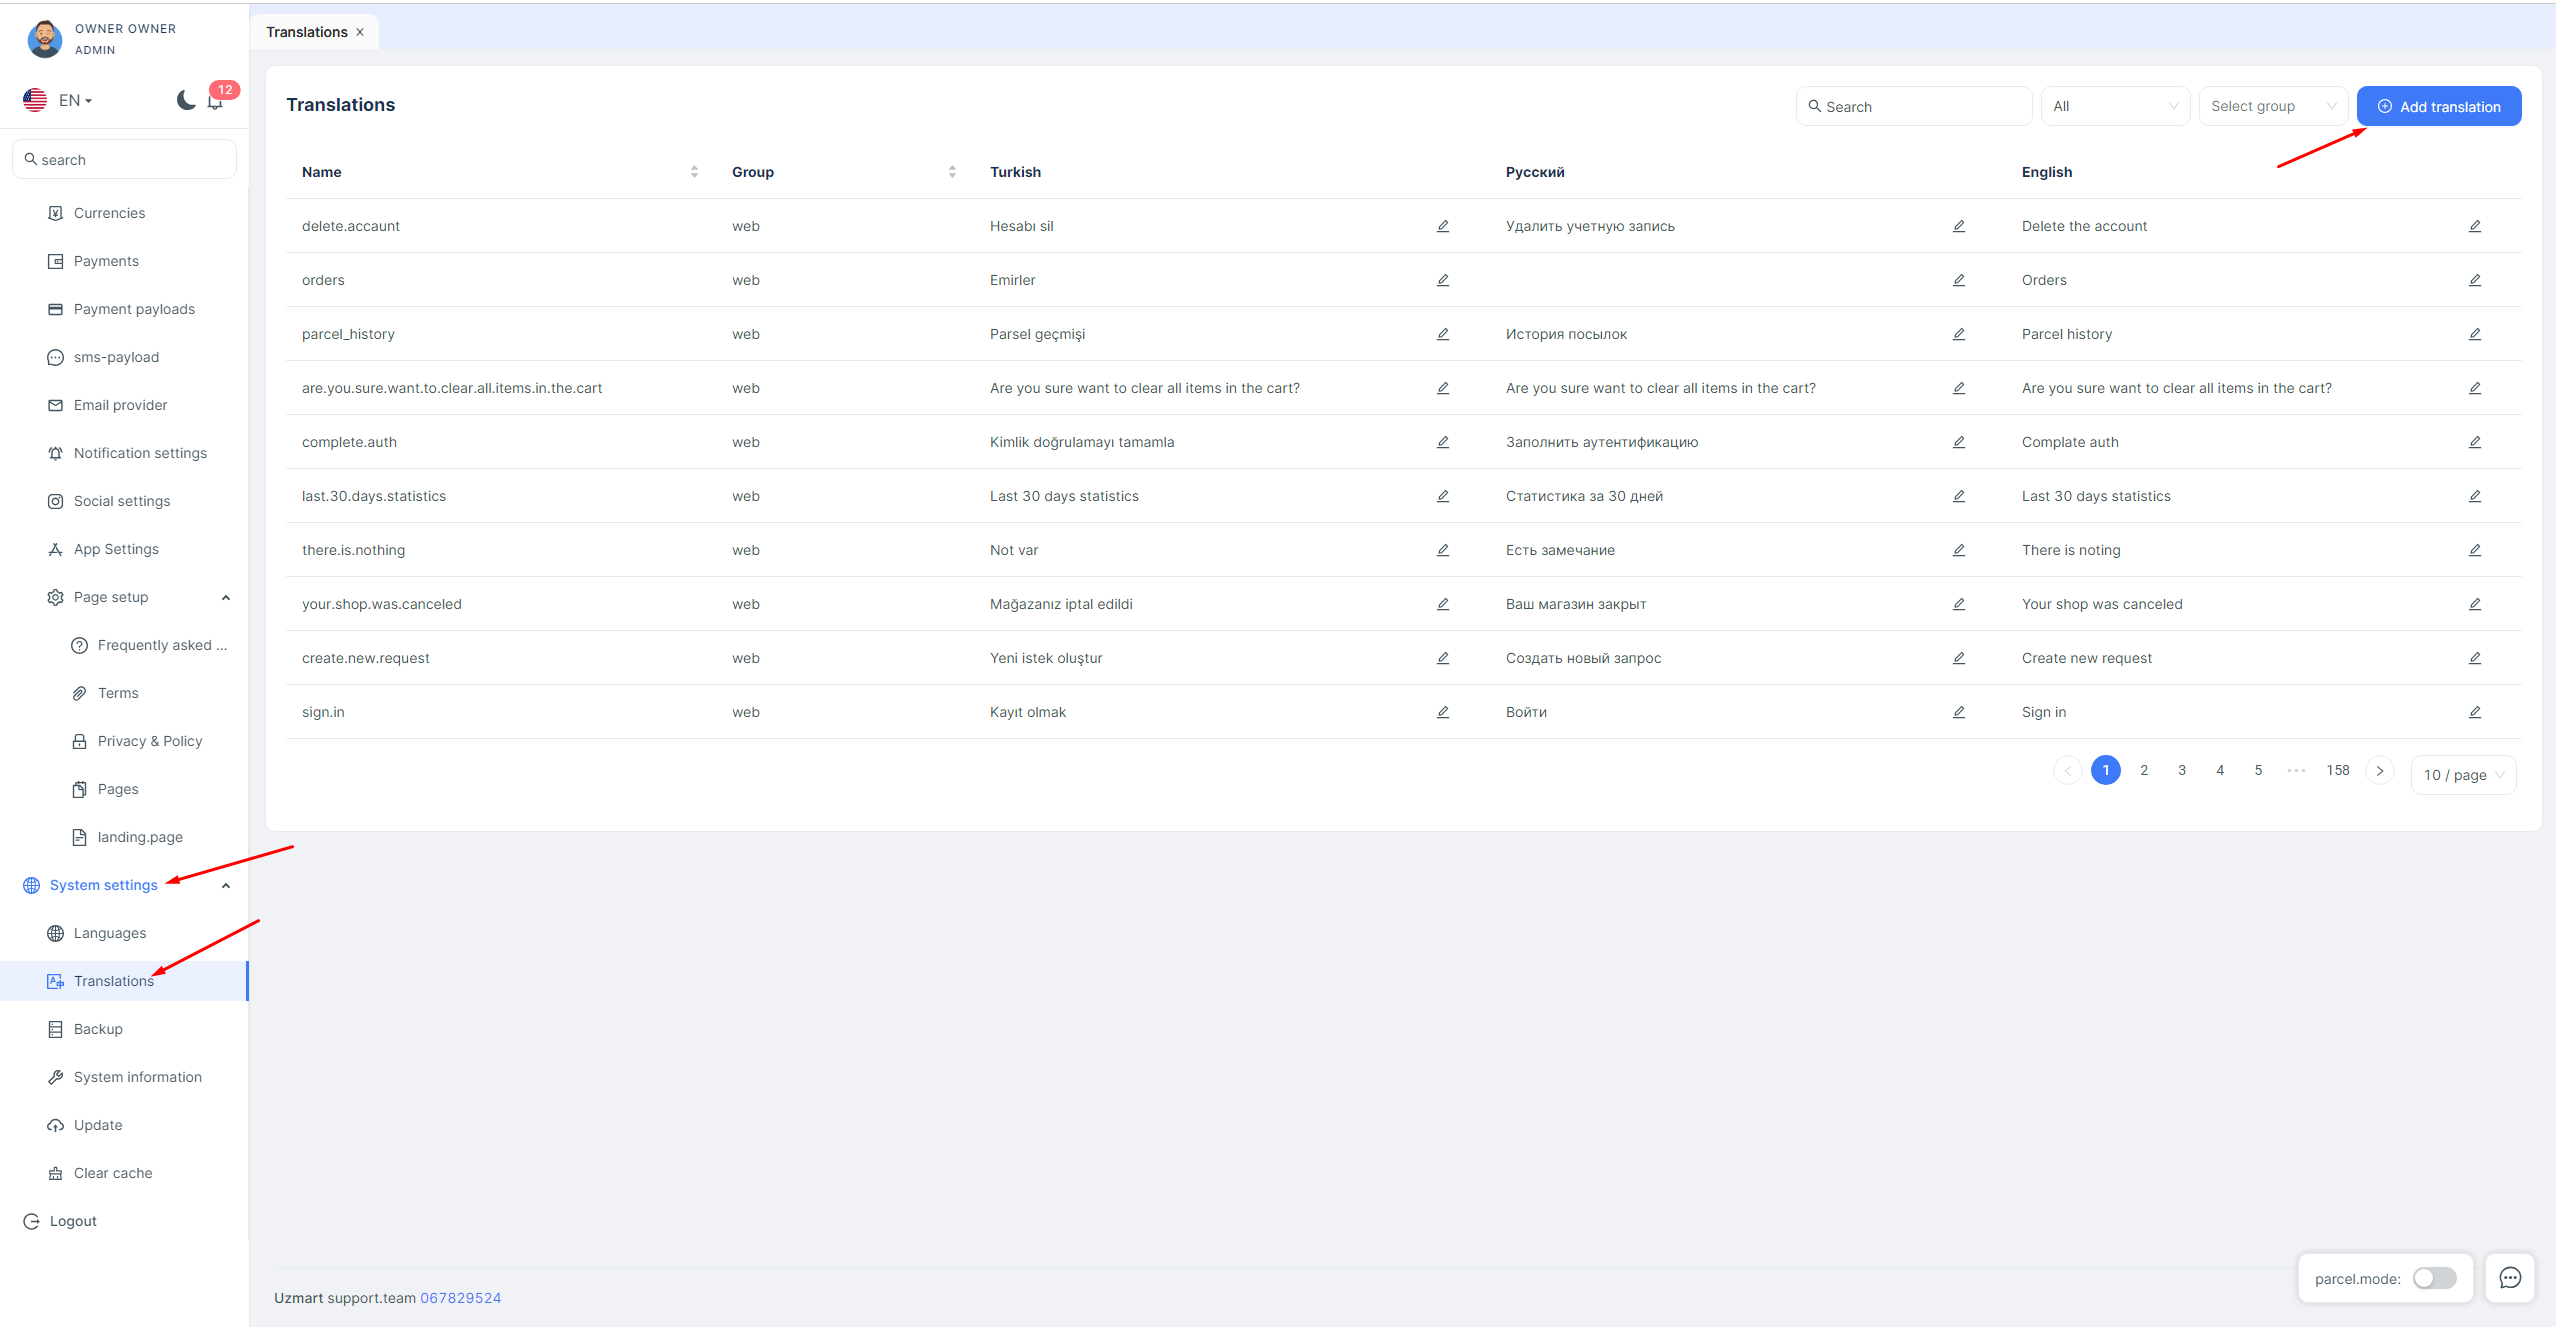 OWNER OWNER
ADMIN
EN
12
search
Currencies
Payments
Payment payloads
sms-payload
Email provider
Notification settings
Social settings
App Settings
Page setup
Frequently asked ...
Terms
Privacy & Policy
Pages
landing.page
System settings
Languages
Translations
Backup
System information
Update
Clear cache
Logout
Translations
Translations
Search All Select group Add translation
Name Group Turkish Русский English
delete.accaunt web Hesabı sil Удалить учетную запись Delete the account
orders web Emirler Orders
parcel_history web Parsel geçmişi История посылок Parcel history
are.you.sure.want.to.clear.all.items.in.the.cart web Are you sure want to clear all items in the cart? Are you sure want to clear all items in the cart? Are you sure want to clear all items in the cart?
complete.auth web Kimlik doğrulamayı tamamla Заполнить аутентификацию Complate auth
last.30.days.statistics web Last 30 days statistics Статистика за 30 дней Last 30 days statistics
there.is.nothing web Not var Есть замечание There is noting
your.shop.was.canceled web Mağazanız iptal edildi Ваш магазин закрыт Your shop was canceled
create.new.request web Yeni istek oluştur Создать новый запрос Create new request
sign.in web Kayıt olmak Войти Sign in
1 2 3 4 5 ••• 158 10 / page
parcel.mode:
Uzmart support.team 067829524